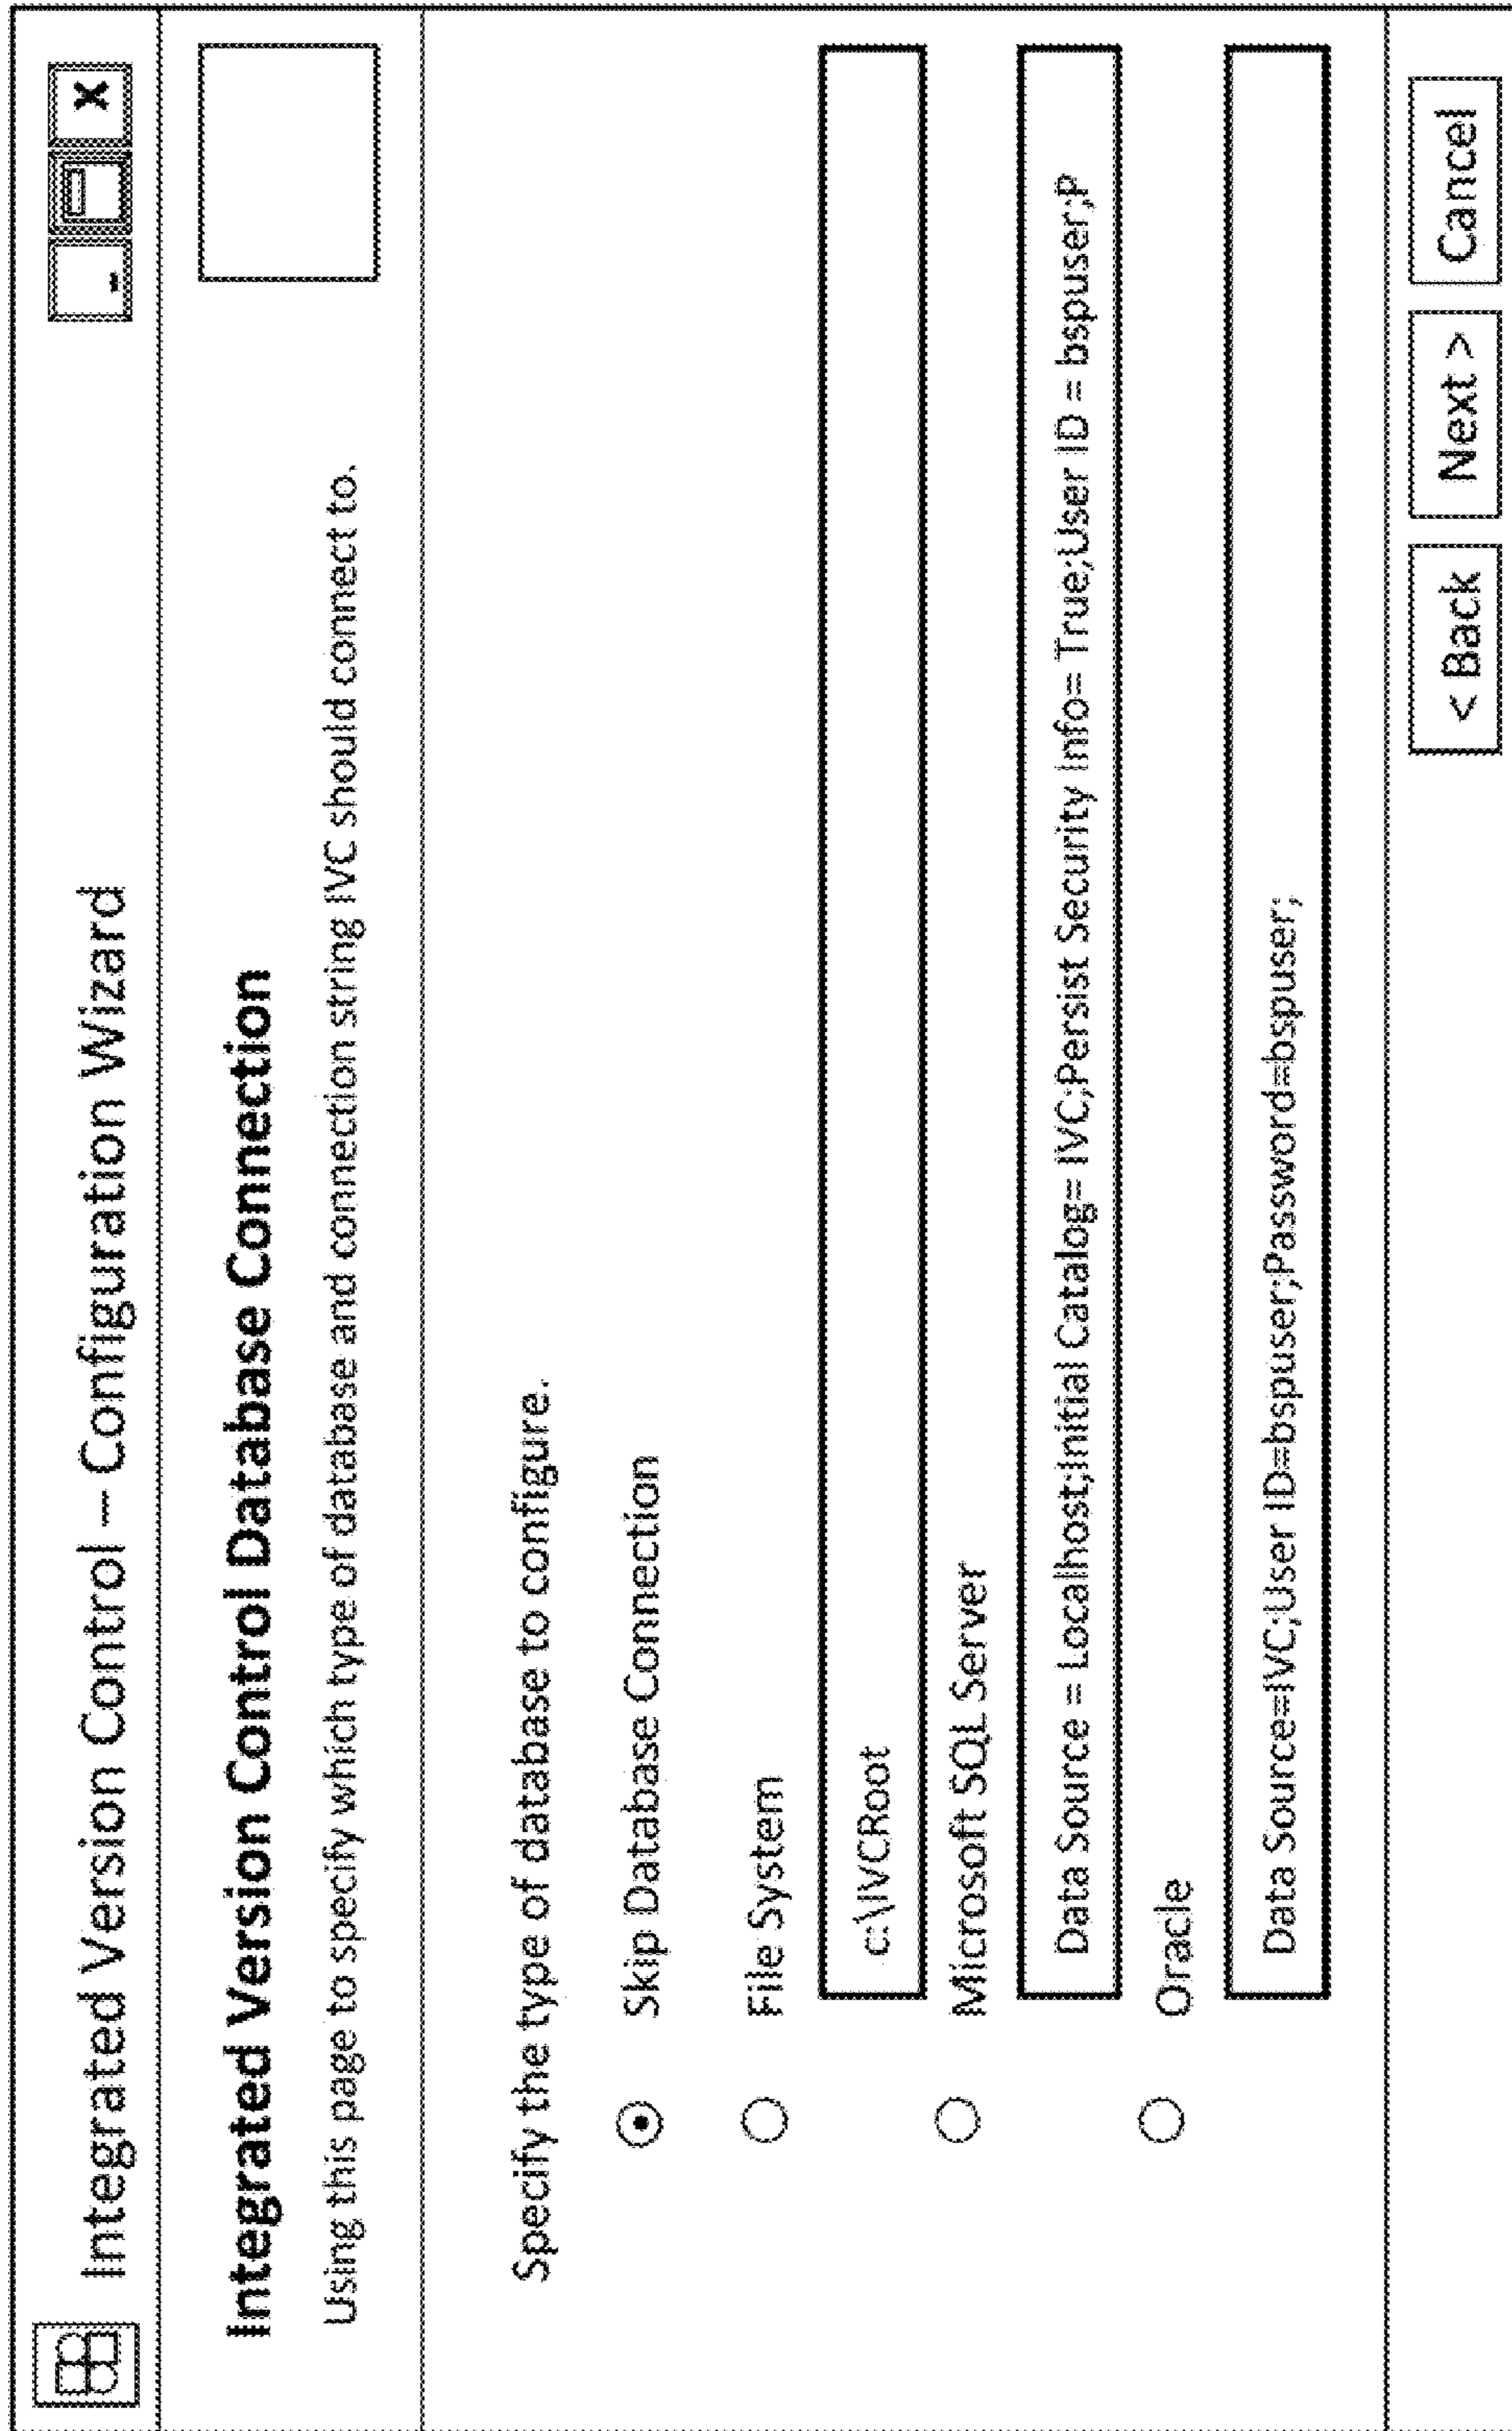 Integrated Version Control – Configuration Wizard
- x
Integrated Version Control Database Connection
Using this page to specify which type of database and connection string IVC should connect to.
Specify the type of database to configure.
Skip Database Connection
File System
c:\IVCRoot
Microsoft SQL Server
Data Source = Localhost;Initial Catalog= IVC;Persist Security Info= True;User ID = bspuser;P
Oracle
Data Source=IVC;User ID=bspuser;Password=bspuser;
< Back Next > Cancel